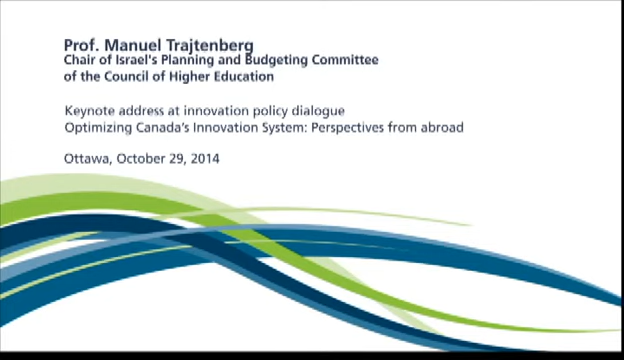 Prof. Manuel Trajtenberg
Chair of Israel's Planning and Budgeting Committee
of the Council of Higher Education
Keynote address at innovation policy dialogue
Optimizing Canada's Innovation System: Perspectives from abroad
Ottawa, October 29, 2014